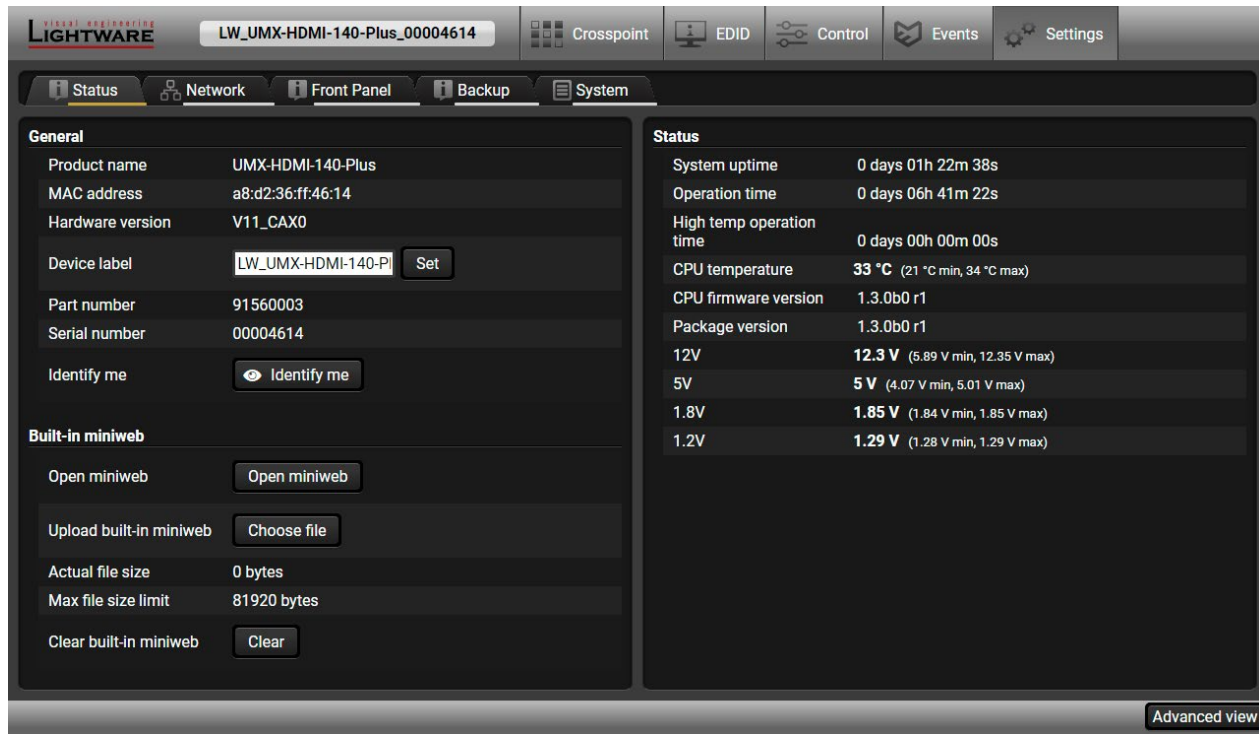 visual engineering
LIGHTWARE
LW_UMX-HDMI-140-Plus_00004614
Crosspoint
EDID
Control
Events
Settings
Status
Network
Front Panel
Backup
System
General
Product name UMX-HDMI-140-Plus
MAC address a8:d2:36:ff:46:14
Hardware version V11_CAX0
Device label LW_UMX-HDMI-140-Pl Set
Part number 91560003
Serial number 00004614
Identify me Identify me
Built-in miniweb
Open miniweb Open miniweb
Upload built-in miniweb Choose file
Actual file size 0 bytes
Max file size limit 81920 bytes
Clear built-in miniweb Clear
Status
System uptime 0 days 01h 22m 38s
Operation time 0 days 06h 41m 22s
High temp operation
time 0 days 00h 00m 00s
CPU temperature 33 °C (21 °C min, 34 °C max)
CPU firmware version 1.3.0b0 r1
Package version 1.3.0b0 r1
12V 12.3 V (5.89 V min, 12.35 V max)
5V 5 V (4.07 V min, 5.01 V max)
1.8V 1.85 V (1.84 V min, 1.85 V max)
1.2V 1.29 V (1.28 V min, 1.29 V max)
Advanced view